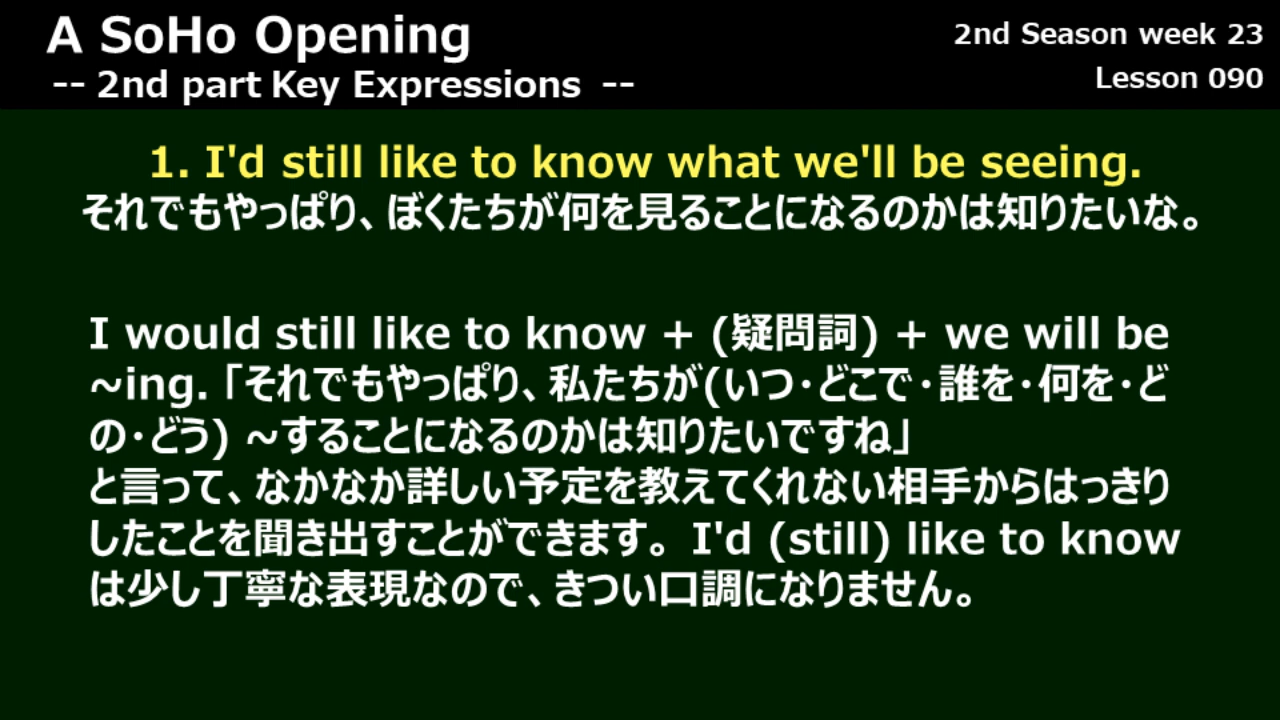 A SoHo Opening
2nd Season week 23
-- 2nd part Key Expressions --
Lesson 090
1. I'd still like to know what we'll be seeing.
それでもやっぱり、ぼくたちが何を見ることになるのかは知りたいな。
I would still like to know + (疑問詞) + we will be
~ing.「それでもやっぱり、私たちが(いつ・どこで・誰を・何を・ど
の・どう) ~することになるのかは知りたいですね」
と言って、なかなか詳しい予定を教えてくれない相手からはっきり
したことを聞き出すことができます。I'd (still) like to know
は少し丁寧な表現なので、きつい口調になりません。